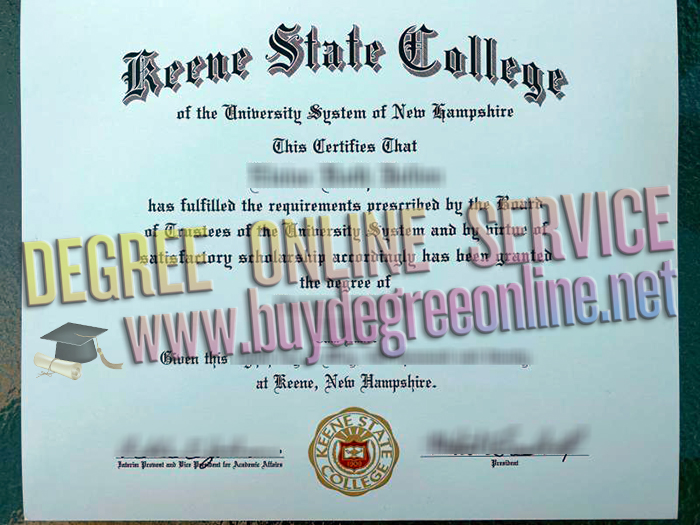 Keene State College
of the University System of New Hampshire
This Certifies That
has fulfilled the requirements prescribed by the Board
of Trustees of the University System and by virtue of
satisfactory scholarship accordingly has been granted
the degree of
DEGREE ONLINE SERVICE
www.buydegreeonline.net
Given this
at Keene, New Hampshire.
KEENE STATE
1909
COLLEGE
Interim Provost and Vice President for Academic Affairs
President